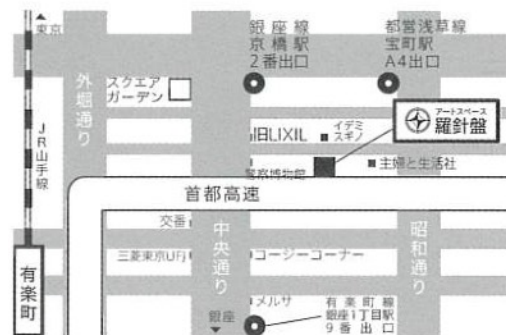 東京
銀座線
京橋駅
2番出口
都営浅草線
宝町駅
A4出口
外堀通り
スクエア
ガーデン
アートスペース
羅針盤
JR山手線
旧LIXIL
イデミ
スギノ
警察博物館
主婦と生活社
首都高速
交番
中央通り
昭和通り
三菱東京UFJ
コージーコーナー
有楽町
メルサ
有楽町線
銀座1丁目駅
9番出口
銀座